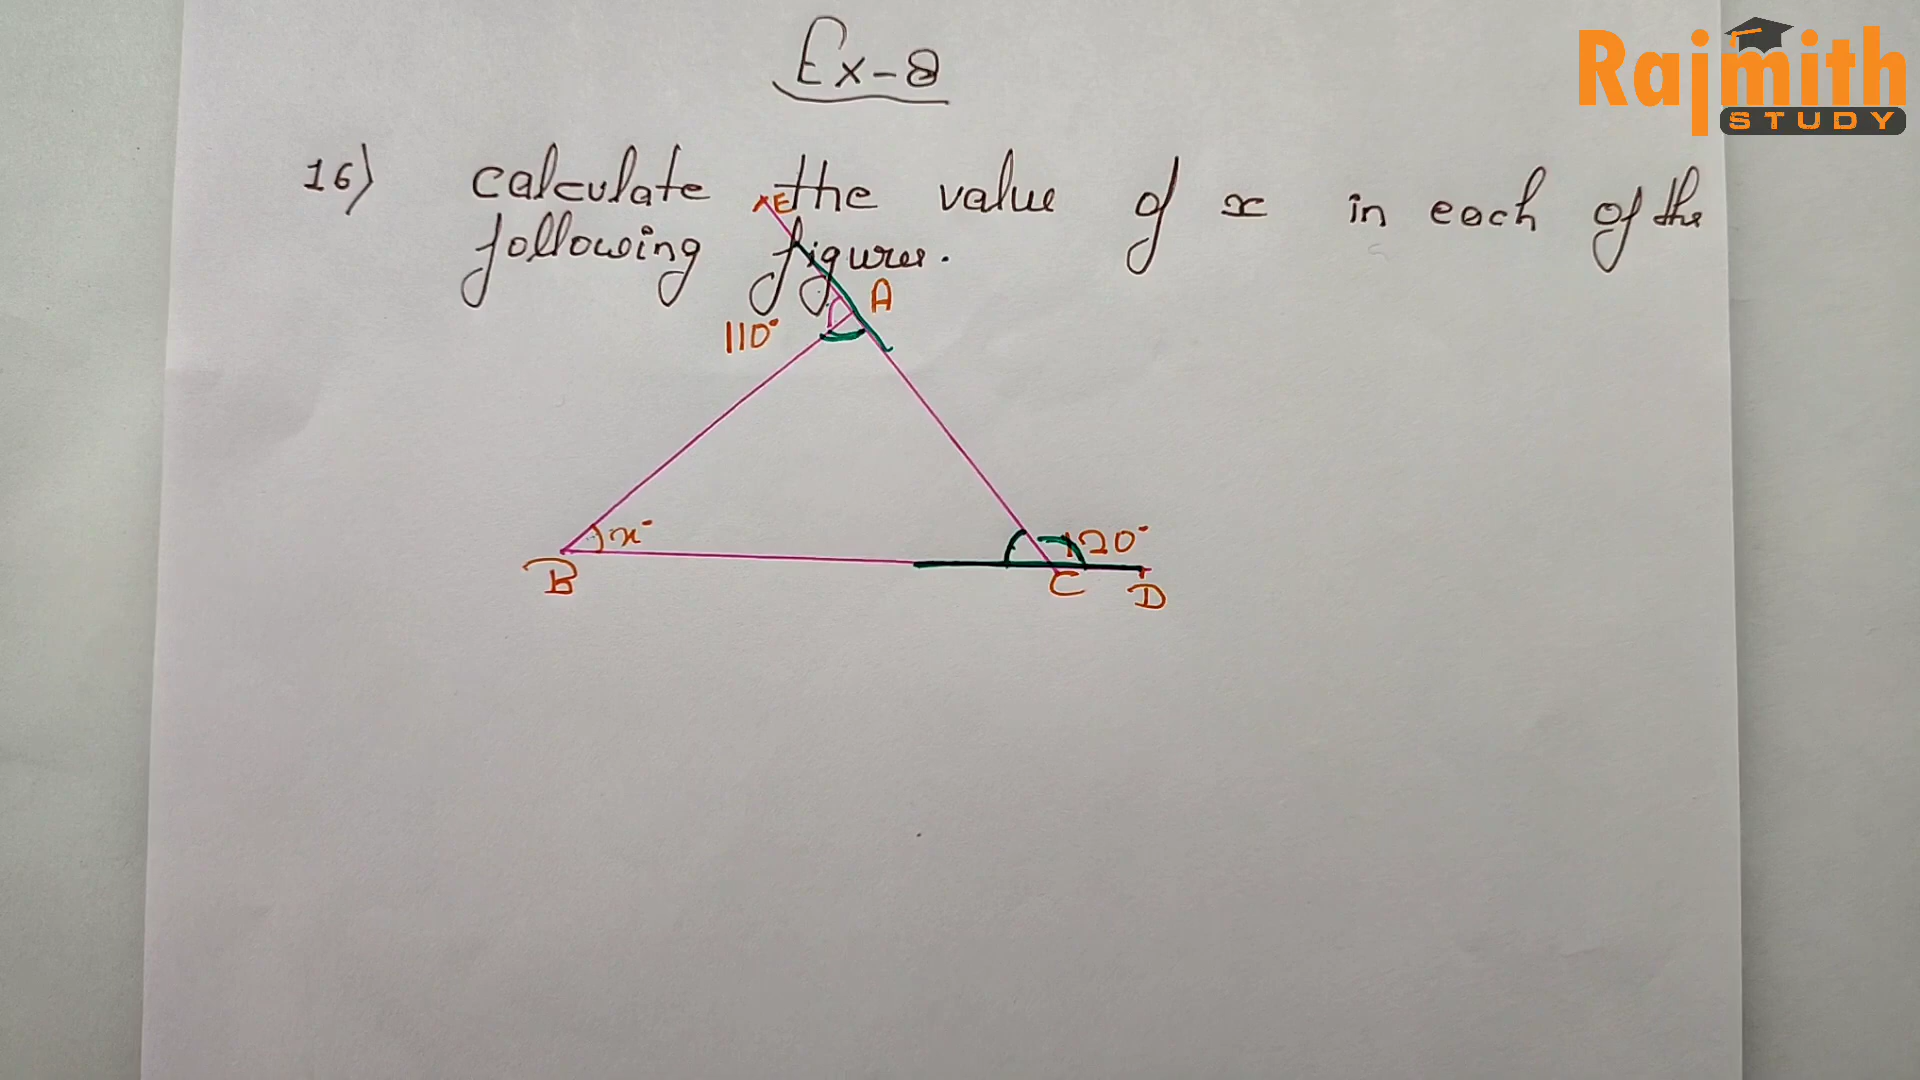 Rajmith
STUDY
Ex-8
16) calculate the value of x in each of the
following figures.
E
A
110°
x°
120°
B
C
D